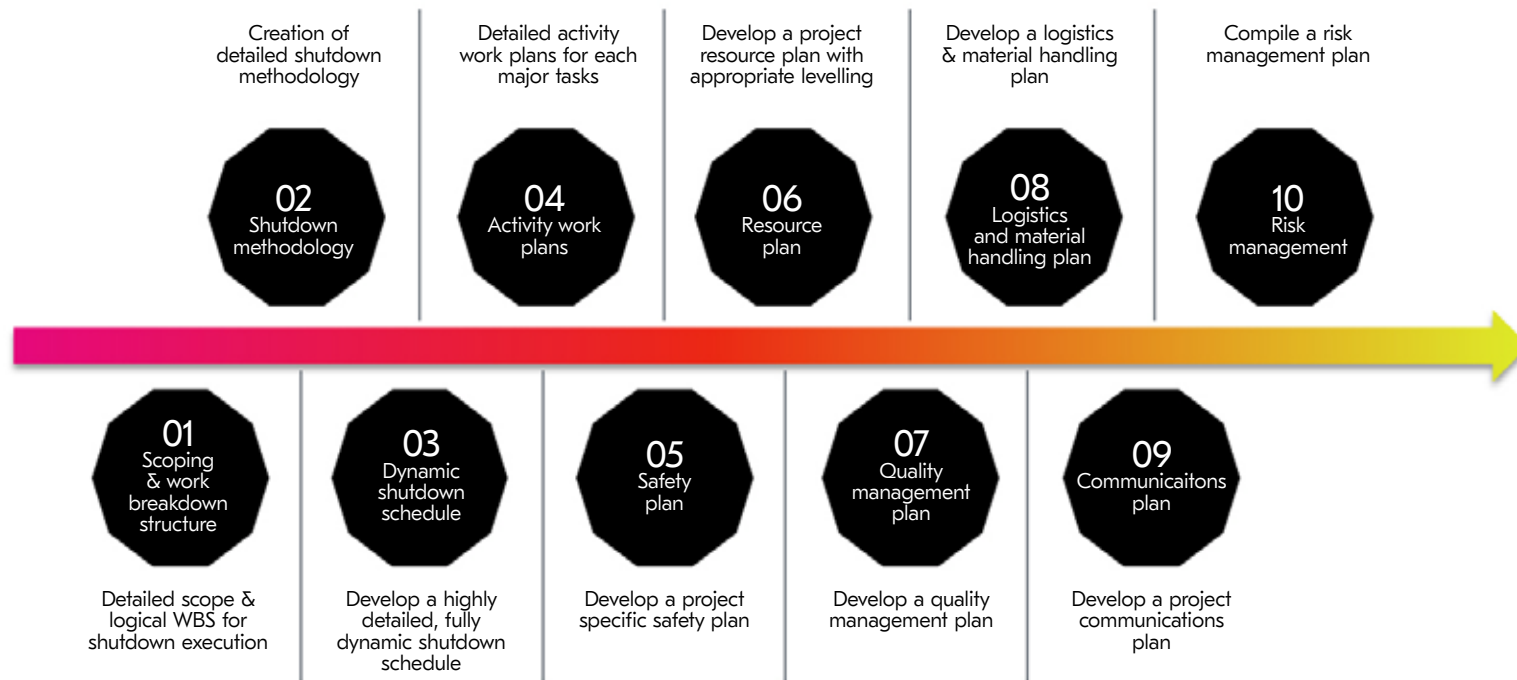 Creation of
detailed shutdown
methodology
Detailed activity
work plans for each
major tasks
Develop a project
resource plan with
appropriate levelling
Develop a logistics
& material handling
plan
Compile a risk
management plan
02
Shutdown
methodology
04
Activity work
plans
06
Resource
plan
08
Logistics
and material
handling plan
10
Risk
management
01
Scoping
& work
breakdown
structure
03
Dynamic
shutdown
schedule
05
Safety
plan
07
Quality
management
plan
09
Communicaitons
plan
Detailed scope &
logical WBS for
shutdown execution
Develop a highly
detailed, fully
dynamic shutdown
schedule
Develop a project
specific safety plan
Develop a quality
management plan
Develop a project
communications
plan